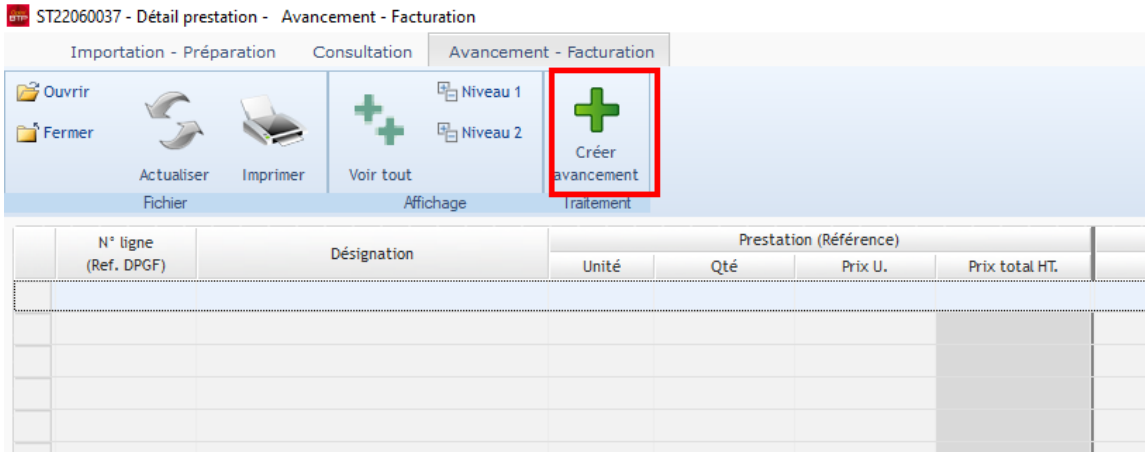 BTP ST22060037 - Détail prestation - Avancement - Facturation
Importation - Préparation Consultation Avancement - Facturation
Ouvrir
Fermer
Actualiser
Imprimer
Fichier
Voir tout
Niveau 1
Niveau 2
Affichage
Créer
avancement
Traitement
N° ligne
(Ref. DPGF)
Désignation
Prestation (Référence)
Unité Qté Prix U. Prix total HT.